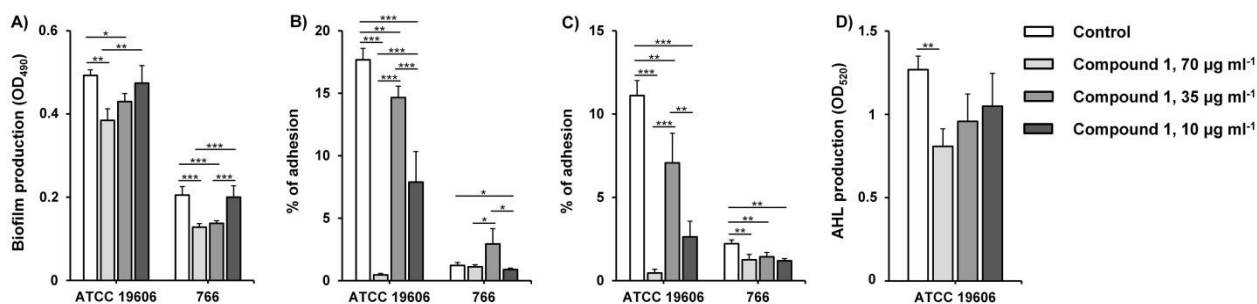 A)
Biofilm production (OD490)
0.6
0.4
0.2
0
*
**
**
***
***
***
***
ATCC 19606
766
B)
% of adhesion
20
15
10
5
0
***
**
***
***
***
***
*
*
*
ATCC 19606
766
C)
% of adhesion
15
10
5
0
***
**
***
**
***
**
**
**
ATCC 19606
766
D)
AHL production (OD520)
1.5
1
0.5
0
**
ATCC 19606
Control
Compound 1, 70 µg ml-1
Compound 1, 35 µg ml-1
Compound 1, 10 µg ml-1